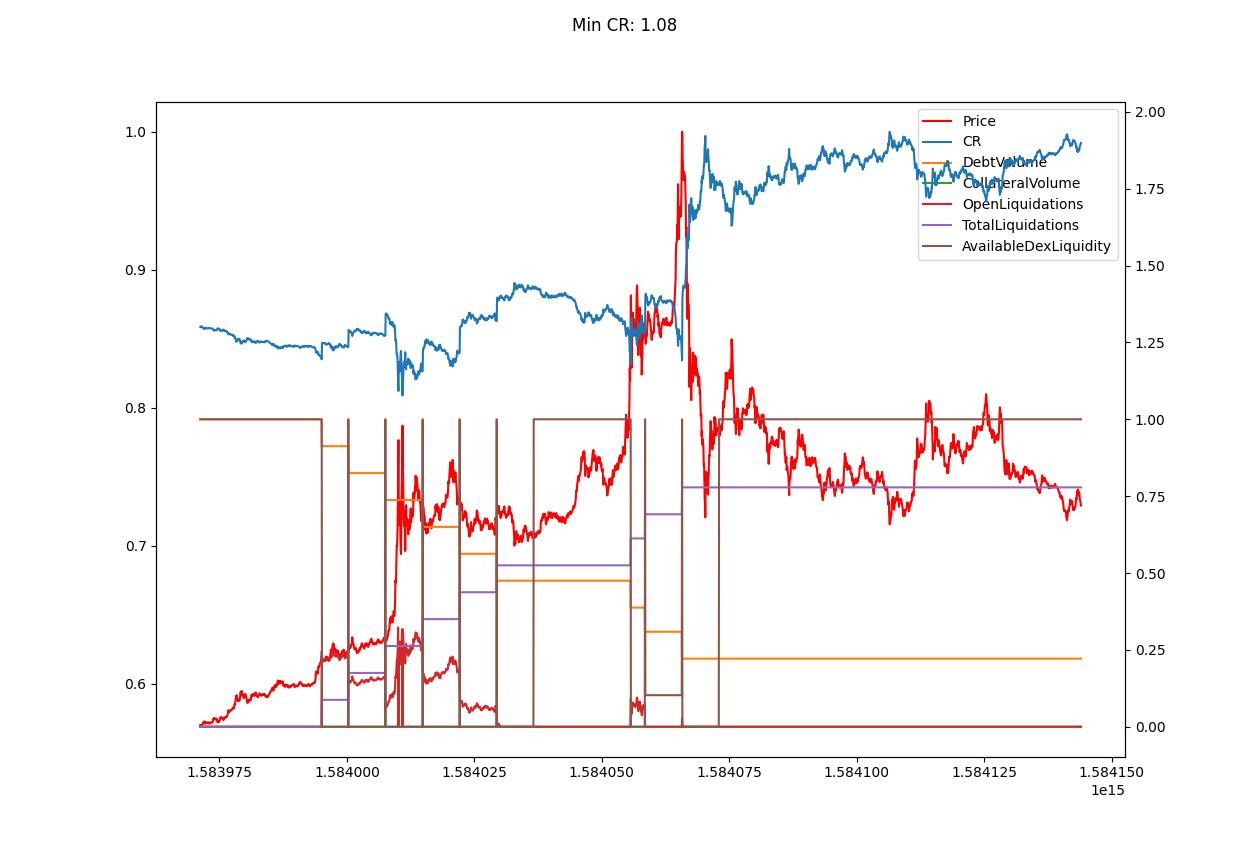 Min CR: 1.08
1.0
0.9
0.8
0.7
0.6
2.00
1.75
1.50
1.25
1.00
0.75
0.50
0.25
0.00
Price
CR
DebtVolume
CollateralVolume
OpenLiquidations
TotalLiquidations
AvailableDexLiquidity
1.583975 1.584000 1.584025 1.584050 1.584075 1.584100 1.584125 1.584150
1e15